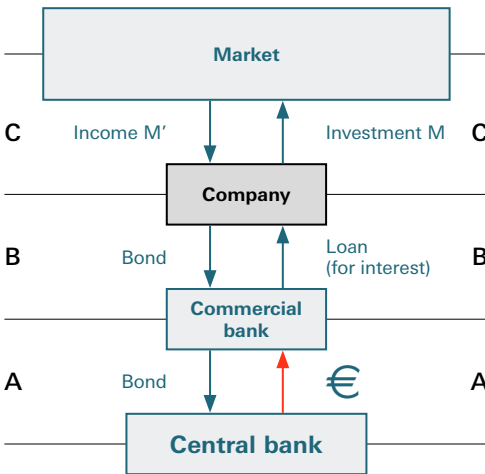 Market
C Income M’ Investment M C
Company
B Bond Loan B
(for interest)
Commercial
bank
A Bond € A
Central bank